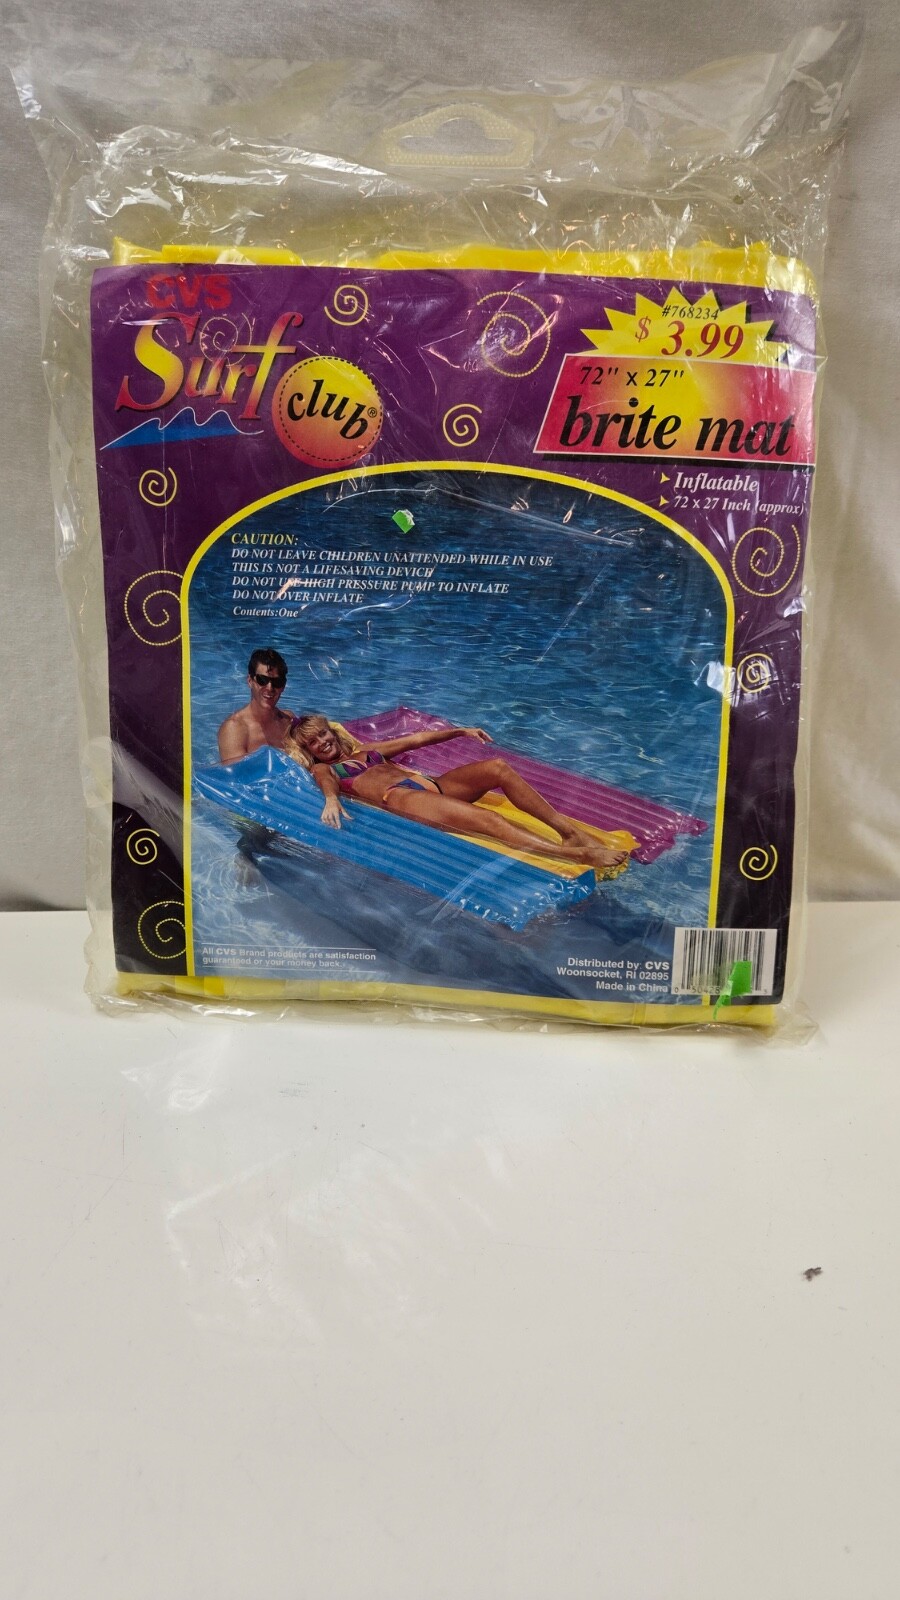 CVS
Surf
club®
#768234
$ 3.99
72" x 27"
brite mat
Inflatable
72 x 27 Inch (approx)
CAUTION:
DO NOT LEAVE CHILDREN UNATTENDED WHILE IN USE
THIS IS NOT A LIFESAVING DEVICE
DO NOT USE HIGH PRESSURE PUMP TO INFLATE
DO NOT OVER INFLATE
Contents:One
All CVS Brand products are satisfaction
guaranteed or your money back.
Distributed by: CVS
Woonsocket, RI 02895
Made in China